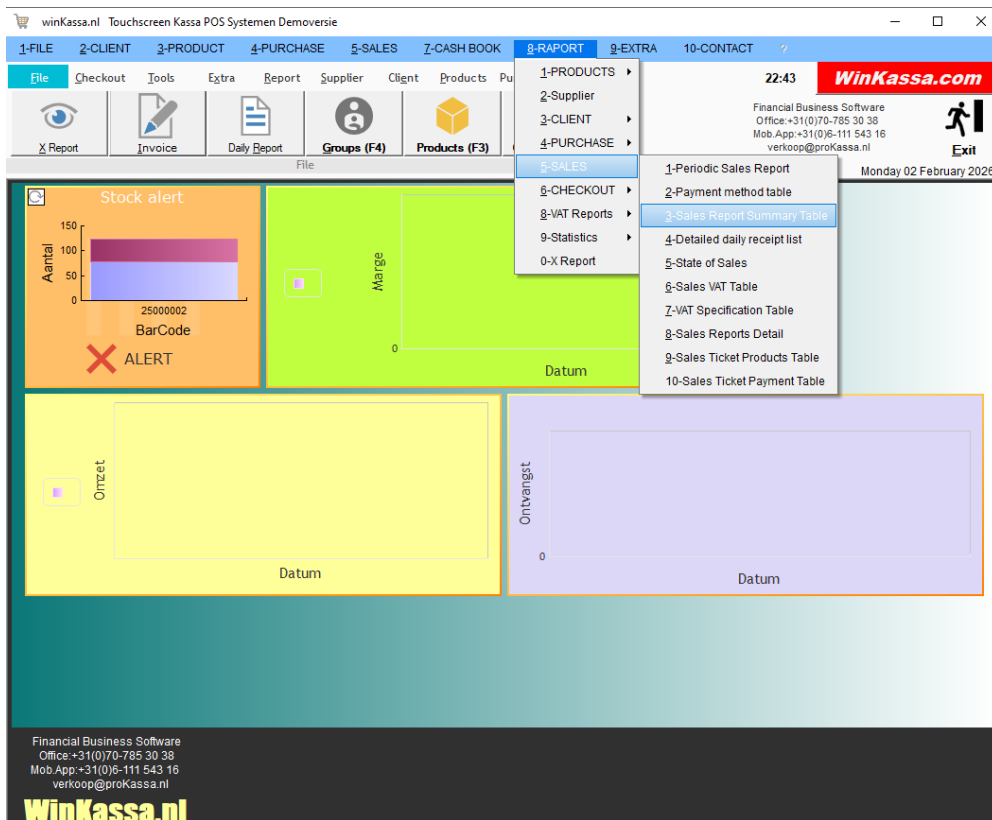 winKassa.nl Touchscreen Kassa POS Systemen Demoversie
1-FILE 2-CLIENT 3-PRODUCT 4-PURCHASE 5-SALES 7-CASH BOOK 8-RAPORT 9-EXTRA 10-CONTACT ?
File Checkout Tools Extra Report Supplier Client Products Pu
22:43
WinKassa.com
X Report
Invoice
Daily Report
Groups (F4)
Products (F3)
File
Financial Business Software
Office:+31(0)70-785 30 38
Mob.App:+31(0)6-111 543 16
verkoop@proKassa.nl
Exit
Monday 02 February 2026
1-PRODUCTS
2-Supplier
3-CLIENT
4-PURCHASE
5-SALES
6-CHECKOUT
8-VAT Reports
9-Statistics
0-X Report
1-Periodic Sales Report
2-Payment method table
3-Sales Report Summary Table
4-Detailed daily receipt list
5-State of Sales
6-Sales VAT Table
7-VAT Specification Table
8-Sales Reports Detail
9-Sales Ticket Products Table
10-Sales Ticket Payment Table
Stock alert
Aantal
150
100
50
0
25000002
BarCode
ALERT
Marge
0
Datum
Omzet
Datum
Ontvangst
0
Datum
Financial Business Software
Office:+31(0)70-785 30 38
Mob.App:+31(0)6-111 543 16
verkoop@proKassa.nl
WinKassa.nl